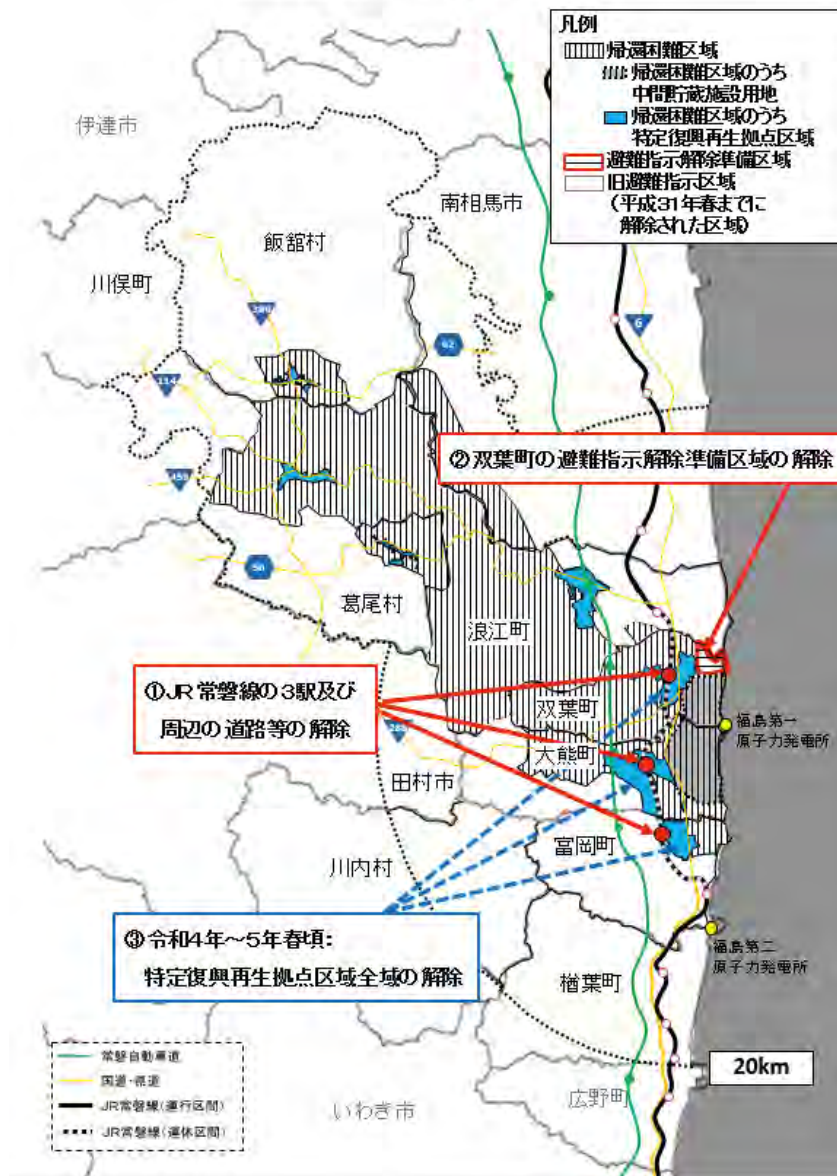 凡例
帰還困難区域
帰還困難区域のうち
中間貯蔵施設用地
帰還困難区域のうち
特定復興再生拠点区域
避難指示解除準備区域
旧避難指示区域
(平成31年春までに
解除された区域)
伊達市
南相馬市
飯舘村
川俣町
399
62
6
114
459
②双葉町の避難指示解除準備区域の解除
50
葛尾村
浪江町
①JR常磐線の3駅及び
周辺の道路等の解除
双葉町
福島第一
原子力発電所
288
大熊町
田村市
富岡町
川内村
③令和4年~5年春頃:
特定復興再生拠点区域全域の解除
福島第二
原子力発電所
楢葉町
常磐自動車道
国道・県道
JR常磐線(運行区間)
JR常磐線(運休区間)
20km
広野町
いわき市